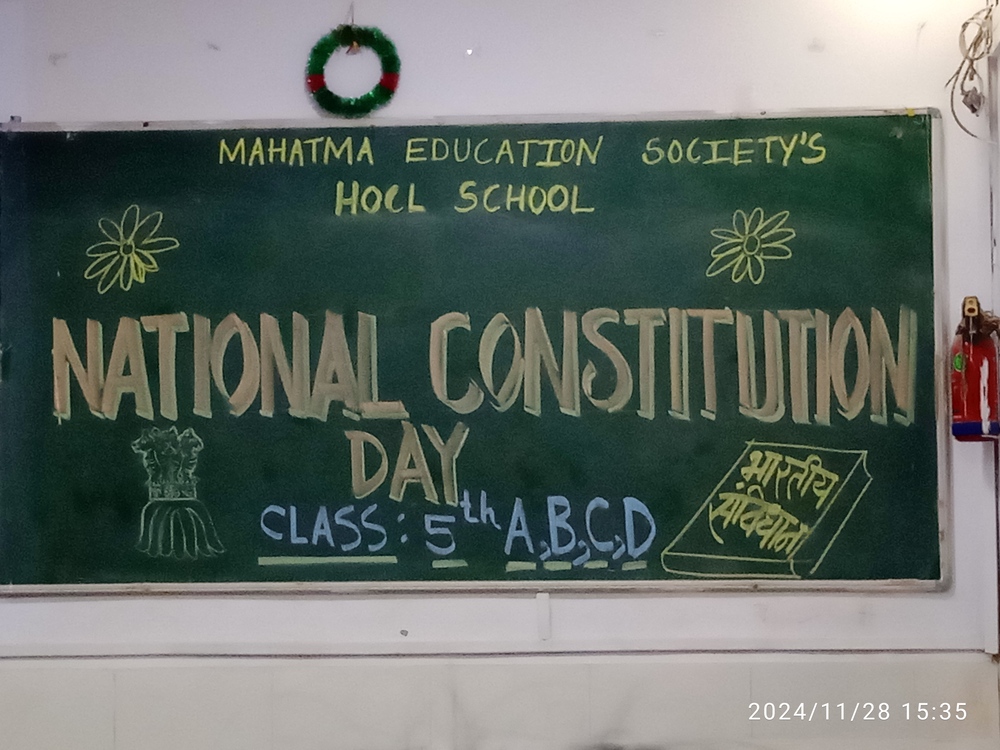 MAHATMA EDUCATION SOCIETY'S
HOCL SCHOOL
NATIONAL CONSTITUTION
DAY
CLASS: 5th A,B,C,D
भारतीय
संविधान
2024/11/28 15:35